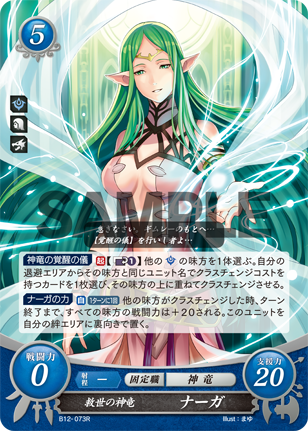 5
SAMPLE
急ぎなさい、ギムレーのもとへ…
【覚醒の儀】を行いし者よ…
神竜の覚醒の儀 起 【1】他の の味方を1体選ぶ。自分の
退避エリアからその味方と同じユニット名でクラスチェンジコストを
持つカードを1枚選び、その味方の上に重ねてクラスチェンジさせる。
ナーガの力 自 【1ターンに1回】他の味方がクラスチェンジした時、ターン
終了まで、すべての味方の戦闘力は+20される。このユニットを
自分の絆エリアに裏向きで置く。
戦闘力
0
射程 ー 固定職 神竜
支援力
20
救世の神竜 ナーガ
B12-073R
Illust:まゆ